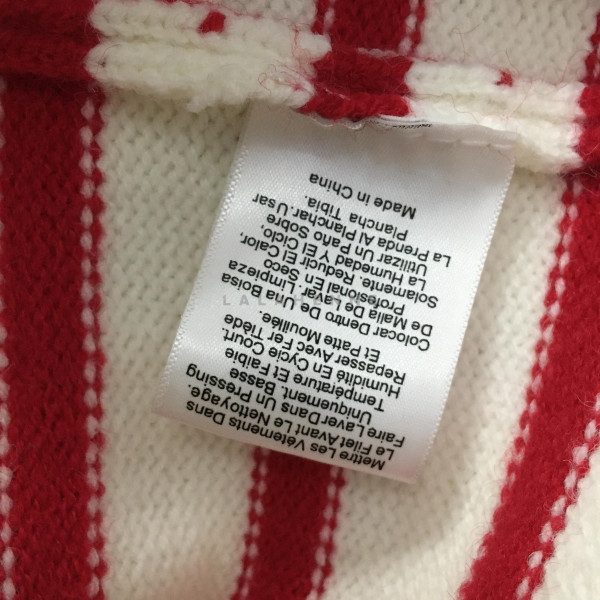 Mettre Les Vêtements Dans
Le Filet Avant Le Nettoyage.
Faire Laver Dans Un Pressing
Uniquement. Basse
Température Et Faible
Humidité En Cycle Court.
Repasser Avec Fer Tiède
Et Patte Mouillée.
Colocar Dentro De Una Bolsa
De Malla De Lavar. Limpieza
Profesional En Seco
Solamente. Reducir El Calor,
La Humedad Y El Ciclo,
Utilizar Un Paño Sobre
La Prenda Al Planchar. Usar
Plancha Tibia.
Made in China